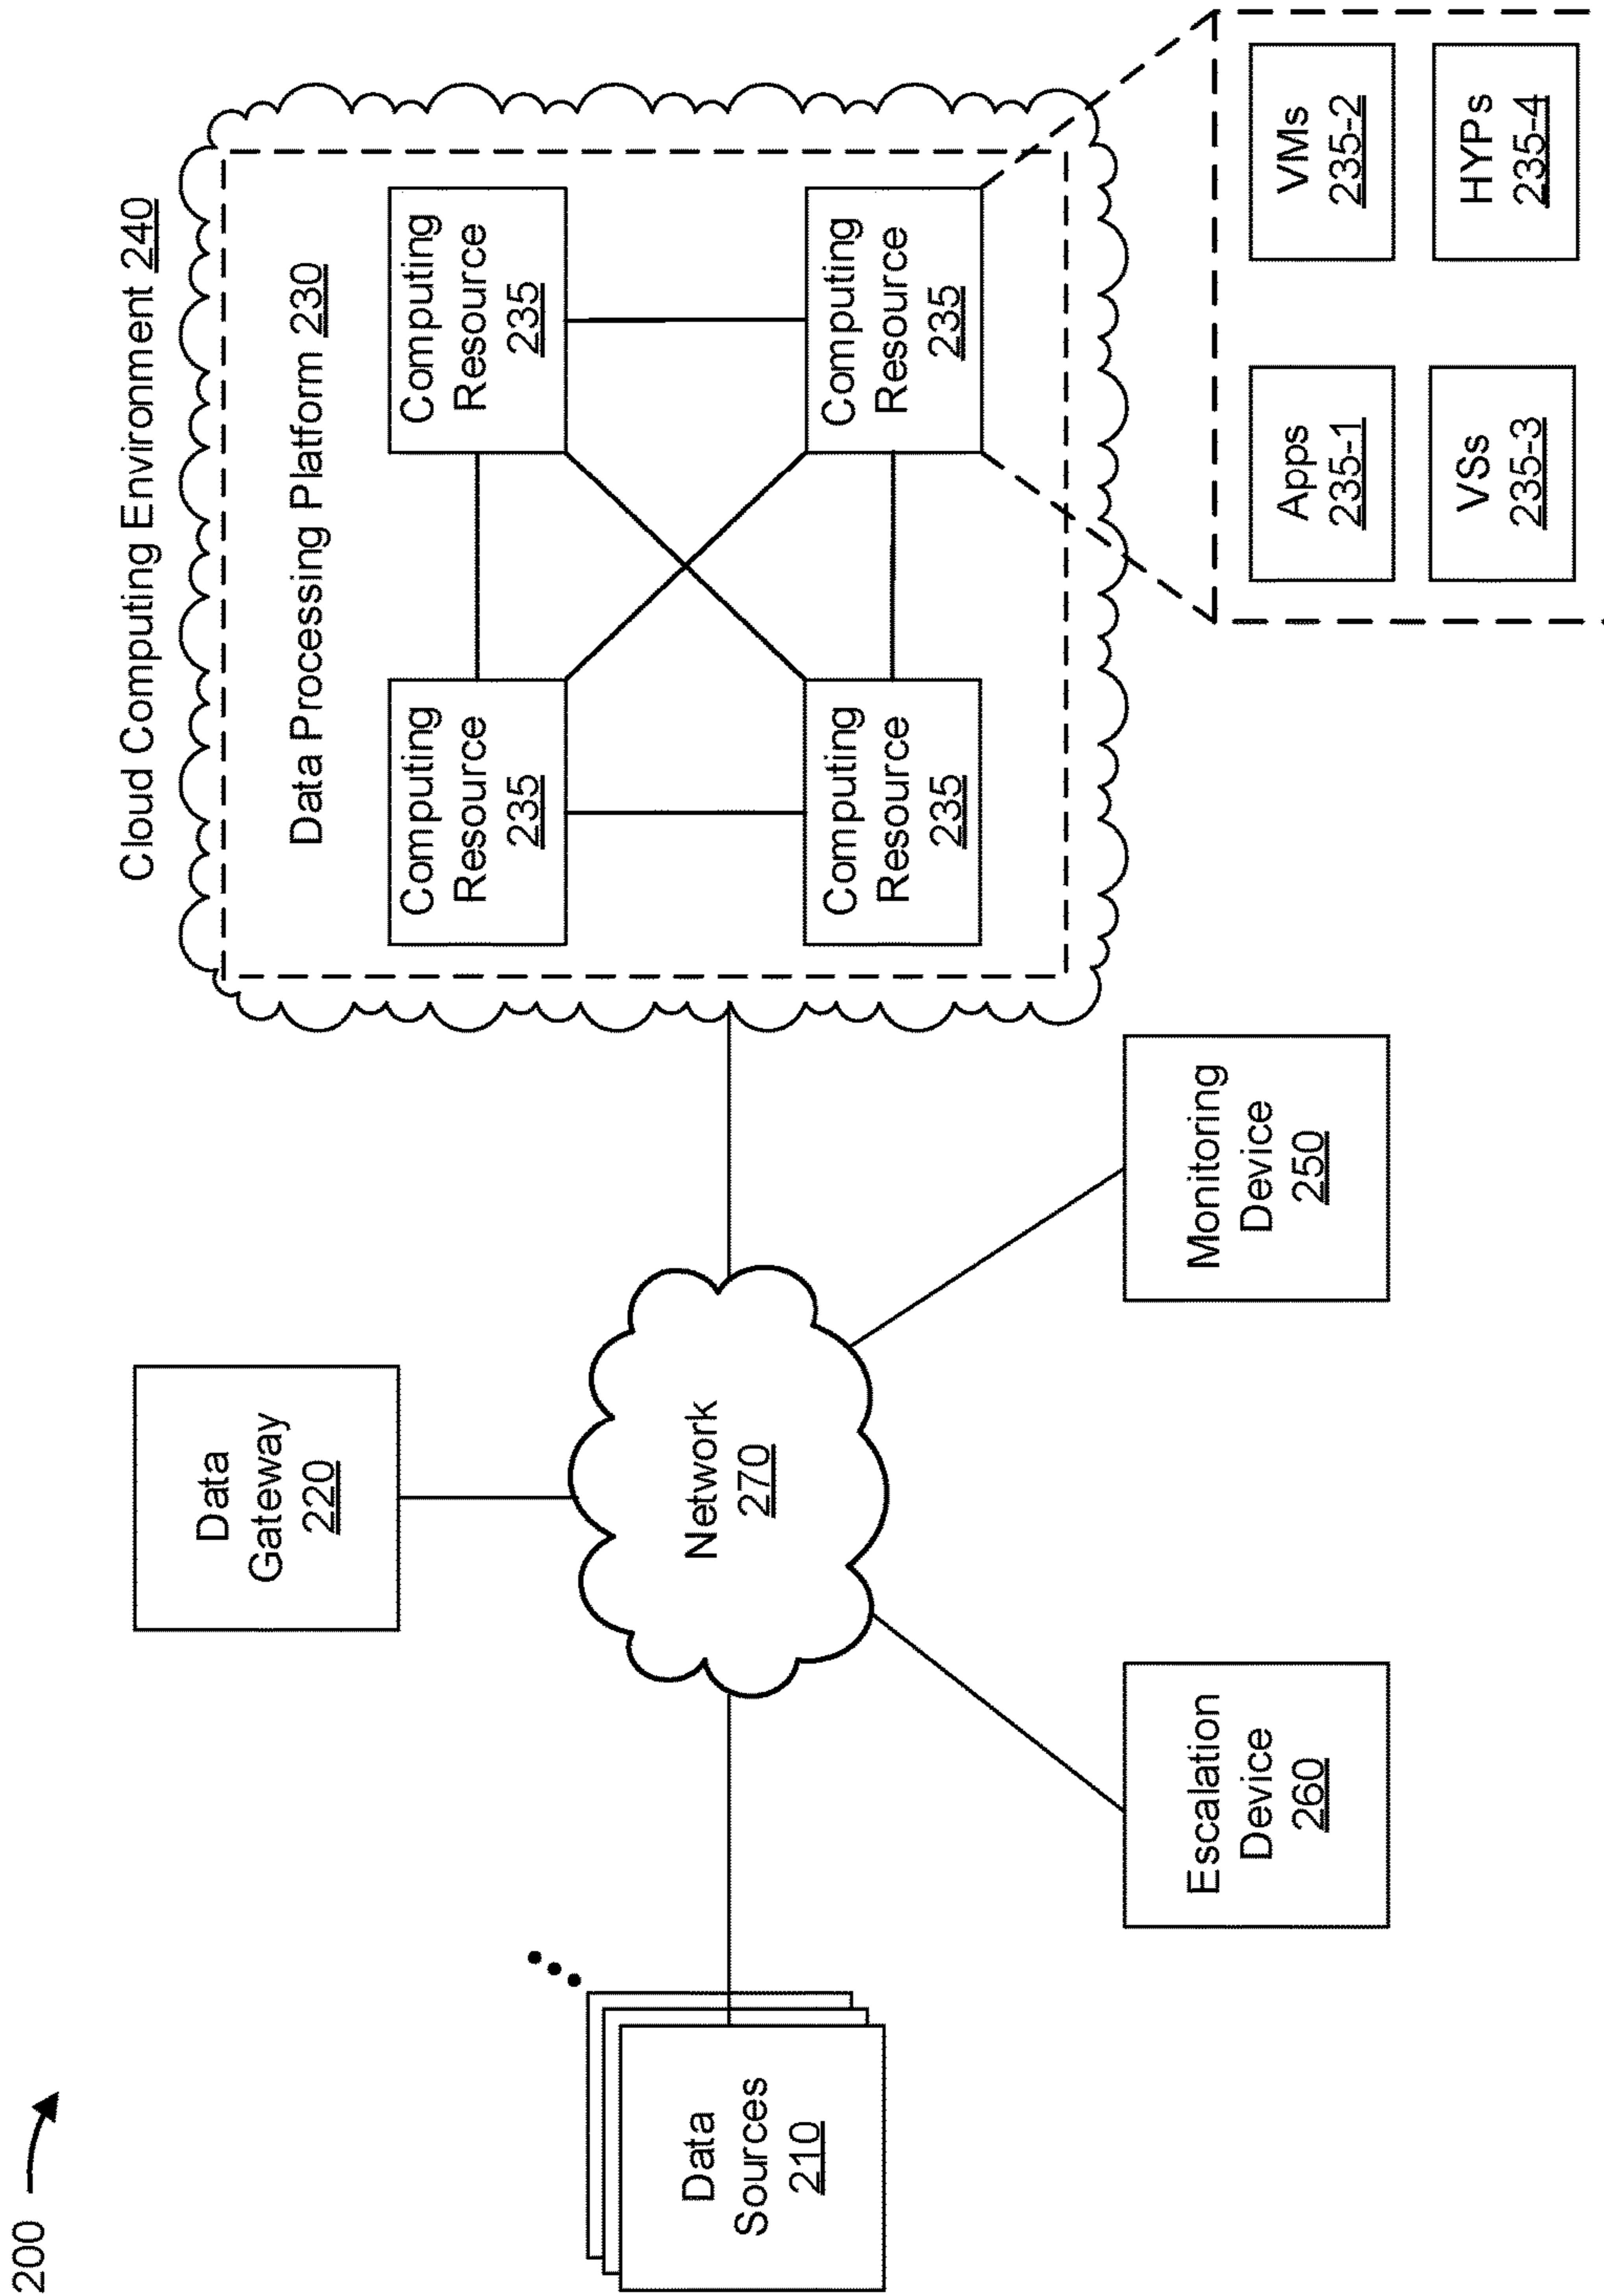 200
Cloud Computing Environment 240
Data Processing Platform 230
Data
Gateway
220
Computing
Resource
235
Computing
Resource
235
Data
Sources
210
Network
270
Computing
Resource
235
Computing
Resource
235
Escalation
Device
260
Monitoring
Device
250
Apps
235-1
VMs
235-2
VSs
235-3
HYPs
235-4